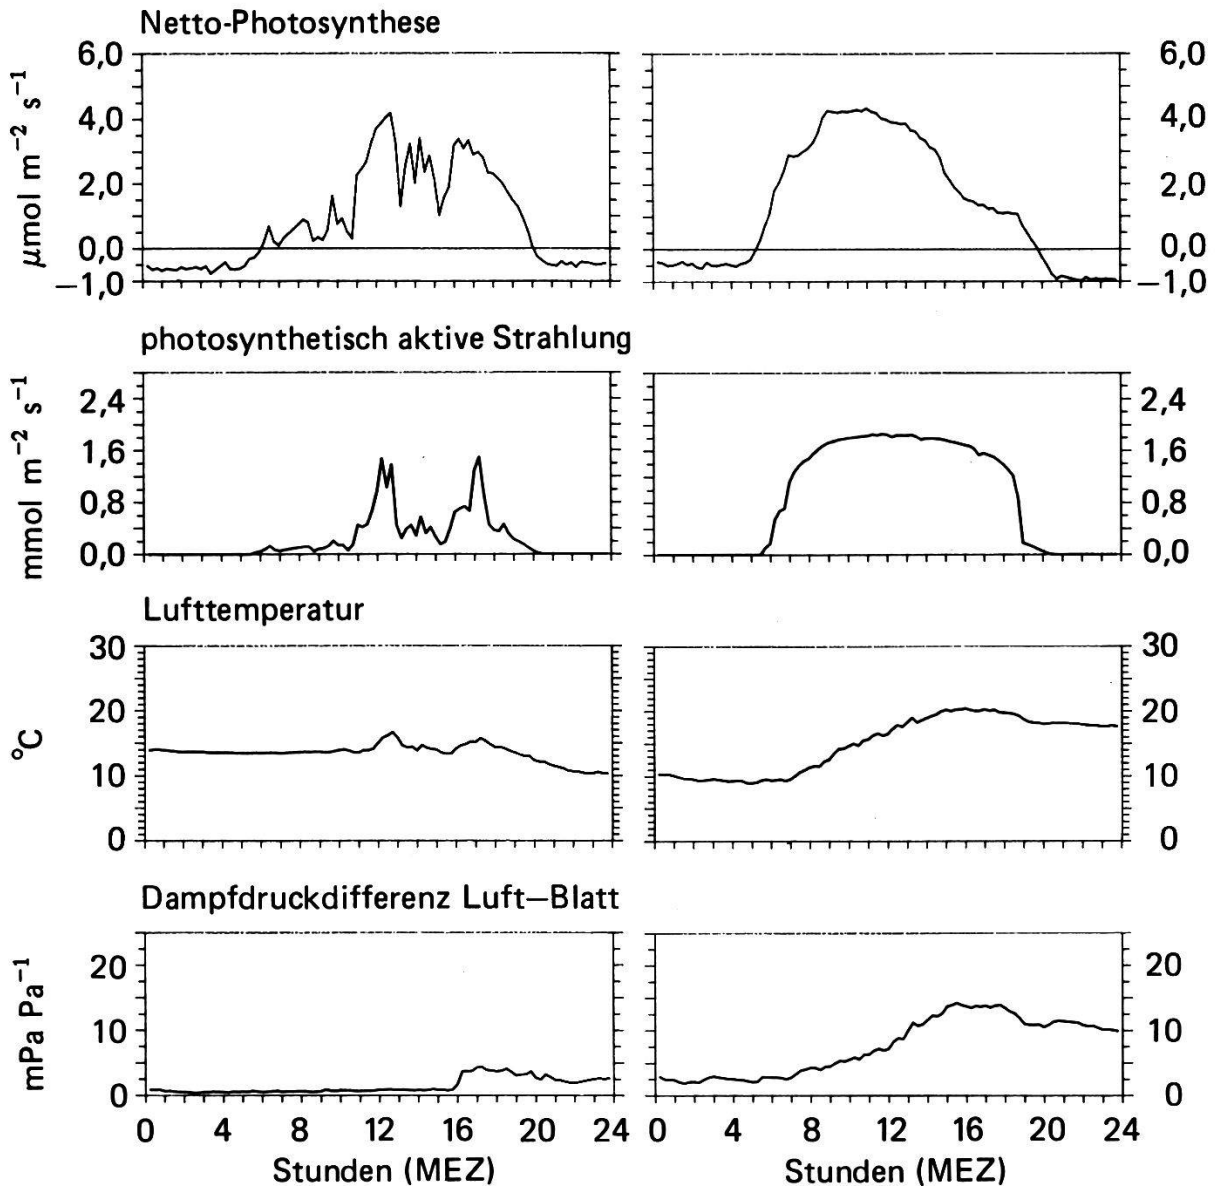 Netto-Photosynthese
μmol m⁻² s⁻¹
6,0
4,0
2,0
0,0
−1,0
6,0
4,0
2,0
0,0
−1,0
photosynthetisch aktive Strahlung
mmol m⁻² s⁻¹
2,4
1,6
0,8
0,0
2,4
1,6
0,8
0,0
Lufttemperatur
°C
30
20
10
0
30
20
10
0
Dampfdruckdifferenz Luft–Blatt
mPa Pa⁻¹
20
10
0
20
10
0
0 4 8 12 16 20 24
0 4 8 12 16 20 24
Stunden (MEZ)
Stunden (MEZ)